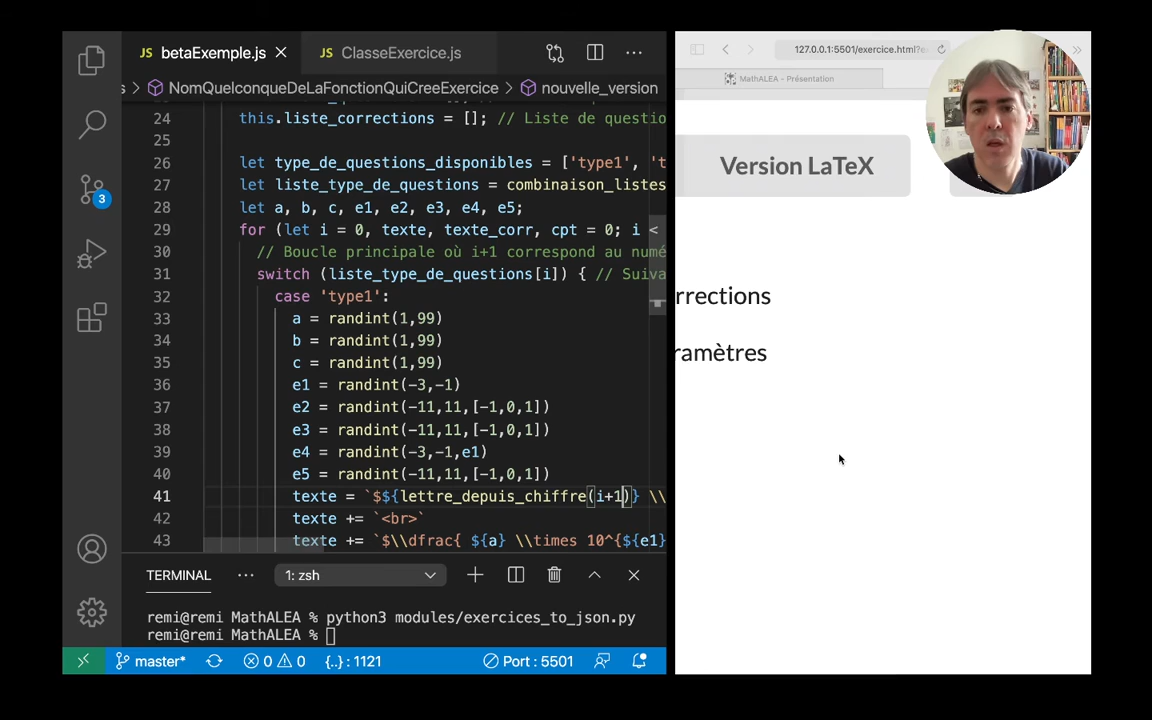 betaExemple.js
ClasseExercice.js
NomQuelconqueDeLaFonctionQuiCreeExercice > nouvelle_version
24 this.liste_corrections = []; // Liste de questio
25
26 let type_de_questions_disponibles = ['type1', 't
27 let liste_type_de_questions = combinaison_listes
28 let a, b, c, e1, e2, e3, e4, e5;
29 for (let i = 0, texte, texte_corr, cpt = 0; i <
30 // Boucle principale où i+1 correspond au numé
31 switch (liste_type_de_questions[i]) { // Suiva
32 case 'type1':
33 a = randint(1,99)
34 b = randint(1,99)
35 c = randint(1,99)
36 e1 = randint(-3,-1)
37 e2 = randint(-11,11,[-1,0,1])
38 e3 = randint(-11,11,[-1,0,1])
39 e4 = randint(-3,-1,e1)
40 e5 = randint(-11,11,[-1,0,1])
41 texte = `$${lettre_depuis_chiffre(i+1)} \\
42 texte += `<br>`
43 texte += `$\\dfrac{ ${a} \\times 10^{${e1}
3
TERMINAL
1: zsh
remi@remi MathALEA % python3 modules/exercices_to_json.py
remi@remi MathALEA %
master* 0 0 {..} : 1121 Port : 5501
127.0.0.1:5501/exercice.html?e
MathALEA - Présentation
Version LaTeX
rrections
ramètres